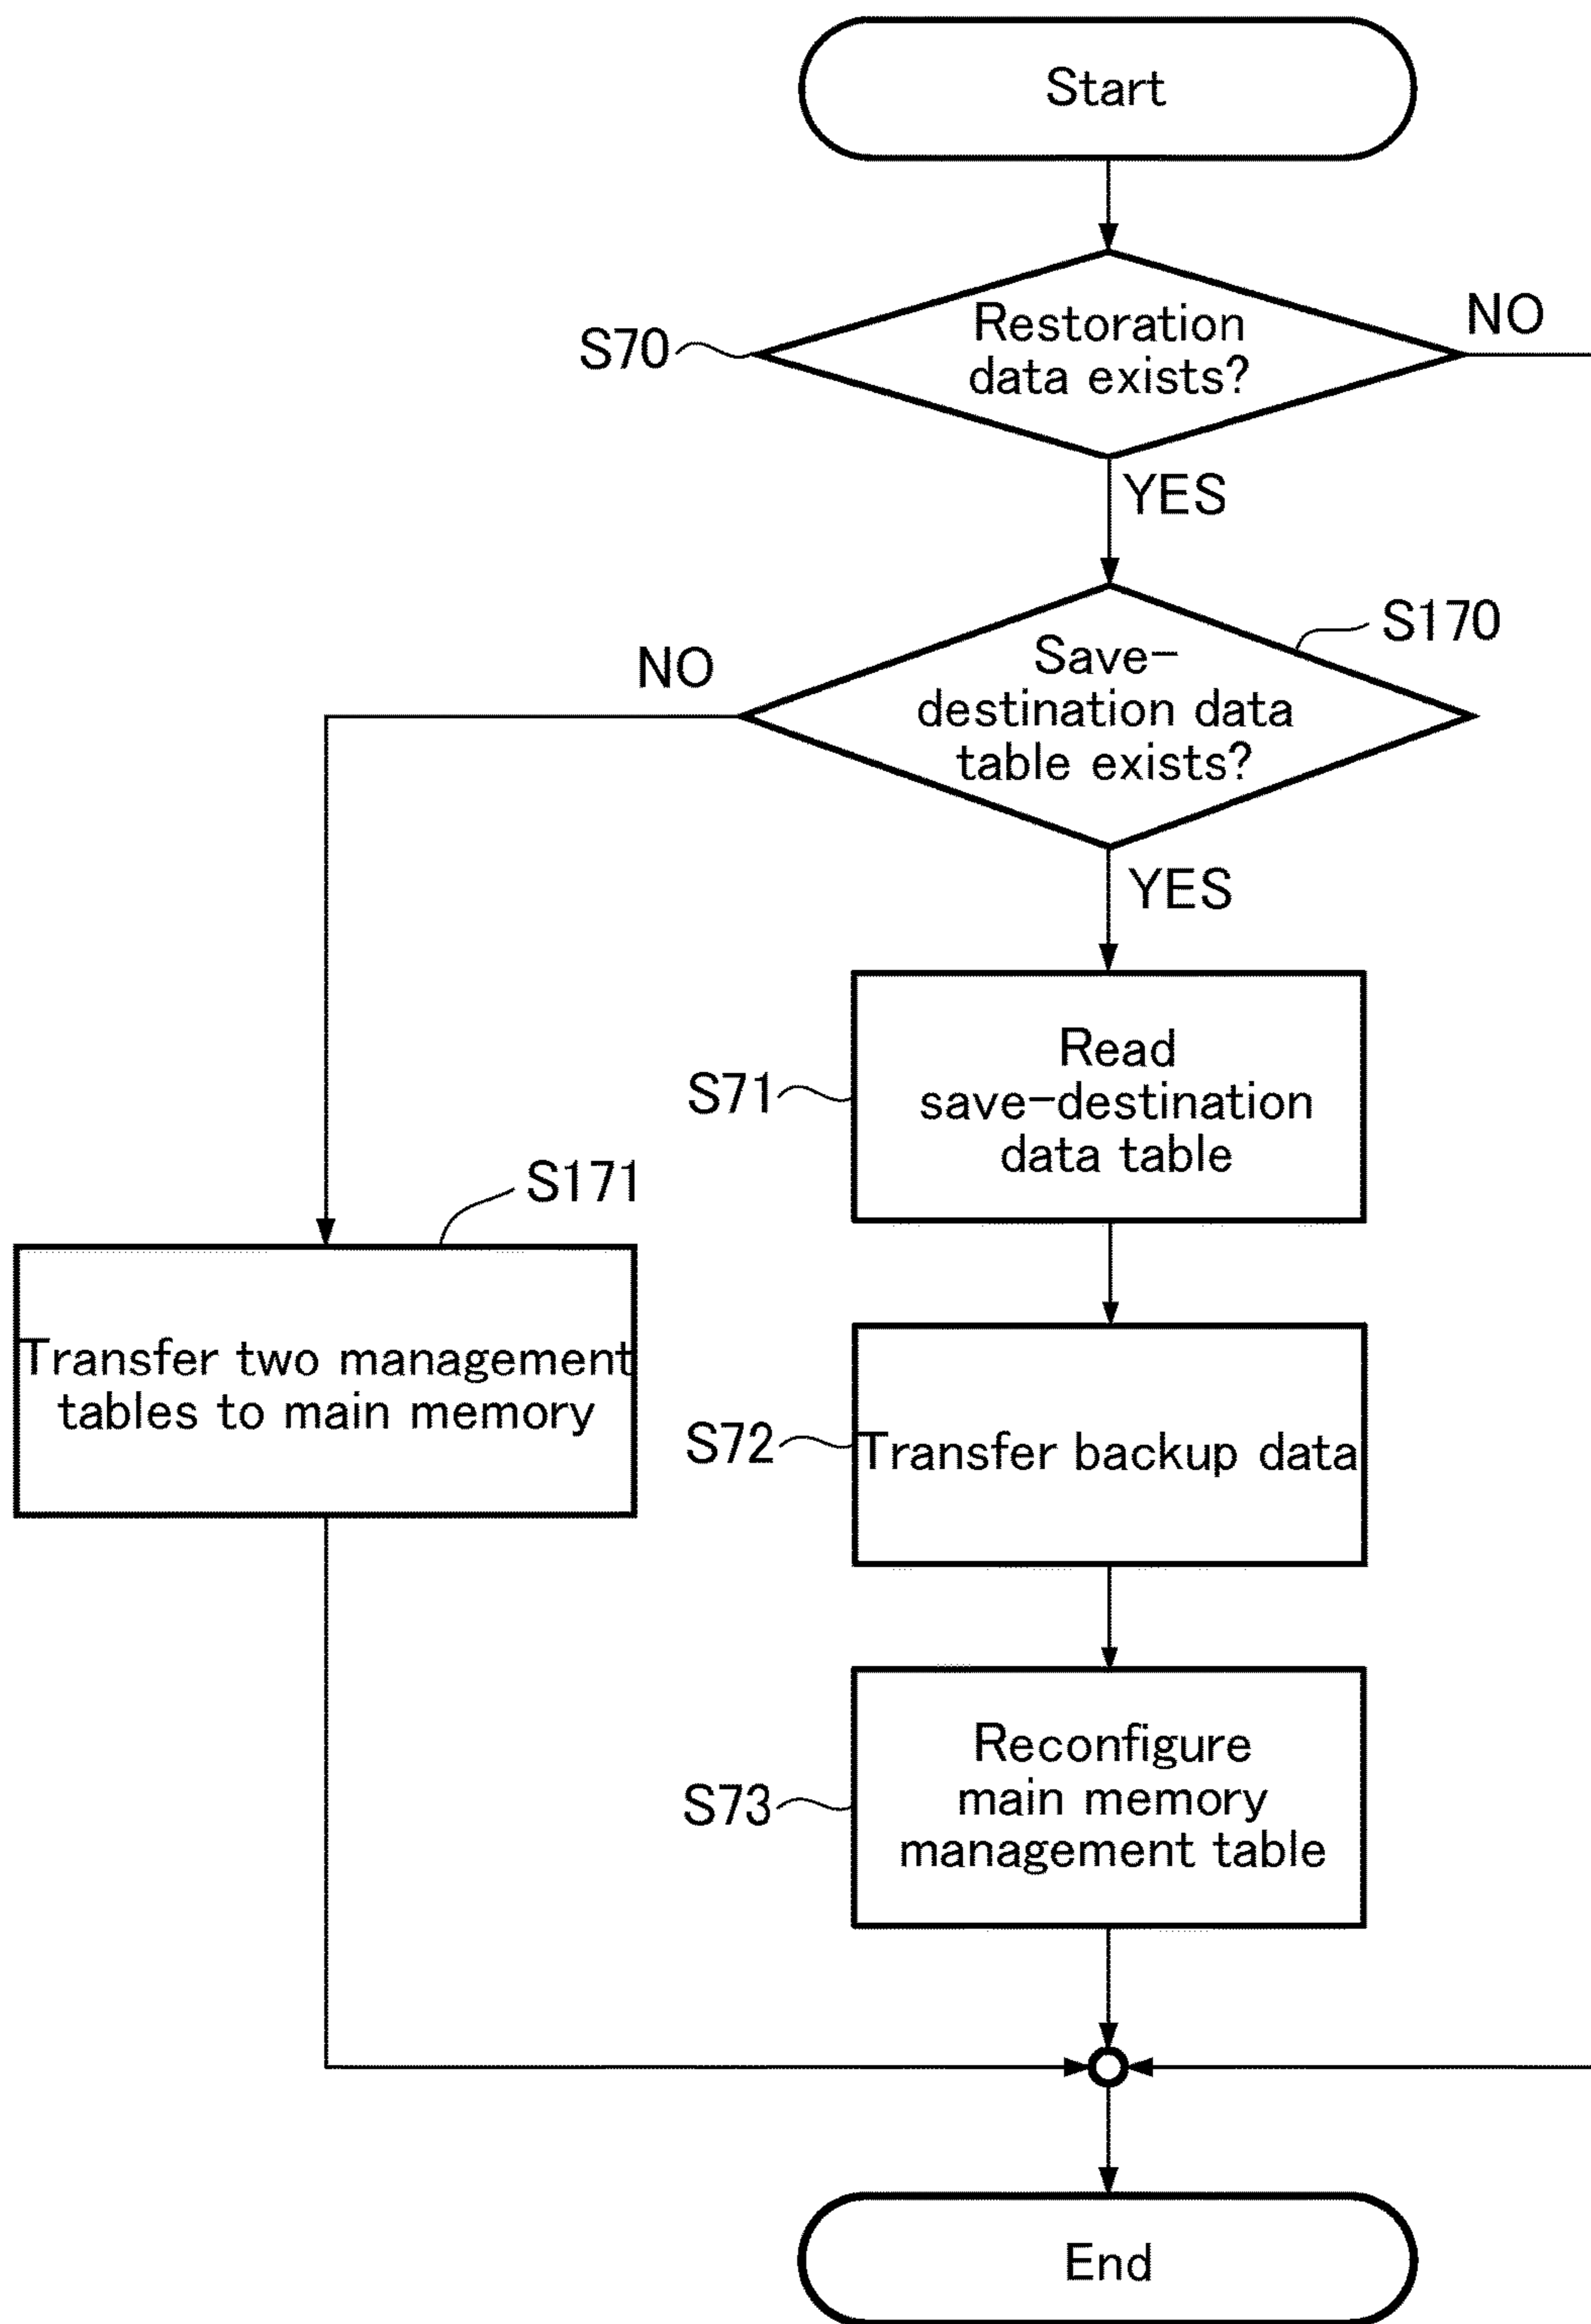 Start
S70
Restoration
data exists?
NO
YES
S170
NO
Save-
destination data
table exists?
YES
S71
Read
save-destination
data table
S171
Transfer two management
tables to main memory
S72
Transfer backup data
S73
Reconfigure
main memory
management table
End